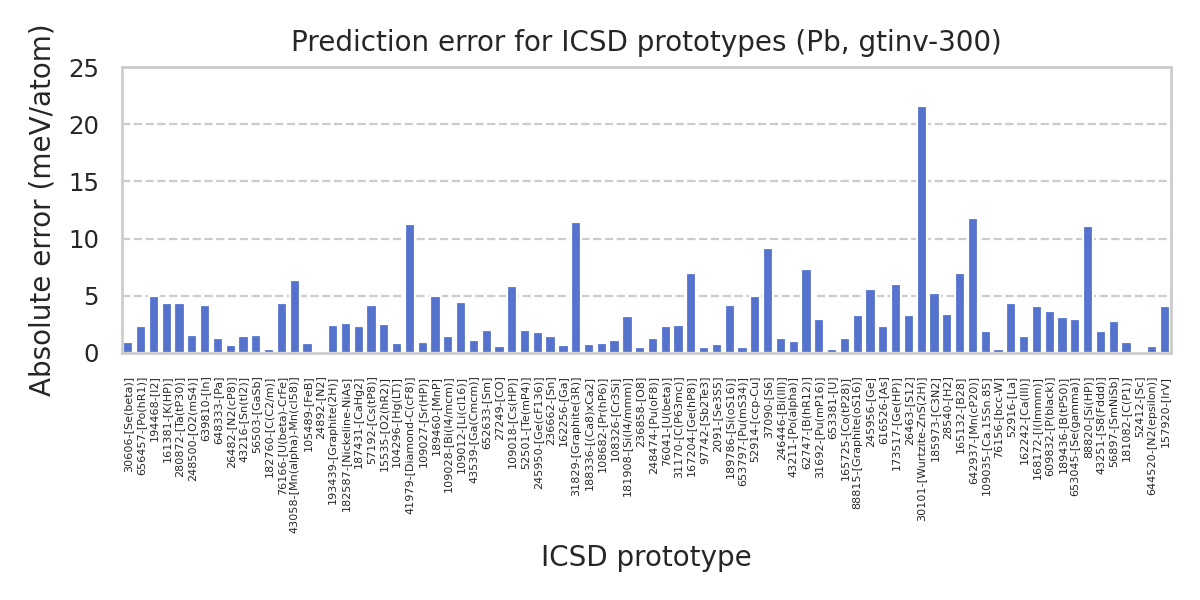 Prediction error for ICSD prototypes (Pb, gtinv-300)
Absolute error (meV/atom)
25
20
15
10
5
0
30606-[Se(beta)]
656457-[Po(hR1)]
194468-[I2]
161381-[K(HP)]
280872-[Ta(tP30)]
248500-[O2(mS4)]
639810-[In]
648333-[Pa]
26482-[N2(cP8)]
43216-[Sn(tI2)]
56503-[GaSb]
182760-[C(C2/m)]
76166-[U(beta)-CrFe]
43058-[Mn(alpha)-Mn(cI58)]
105489-[FeB]
24892-[N2]
193439-[Graphite(2H)]
182587-[Nickeline-NiAs]
187431-[CaHg2]
57192-[Cs(tP8)]
15535-[O2(hR2)]
104296-[Hg(LT)]
41979-[Diamond-C(cF8)]
109027-[Sr(HP)]
189460-[MnP]
109028-[Bi(I4/mcm)]
109012-[Li(cI16)]
43539-[Ga(Cmcm)]
652633-[Sm]
27249-[CO]
109018-[Cs(HP)]
52501-[Te(mP4)]
245950-[Ge(cF136)]
236662-[Sn]
162256-[Ga]
31829-[Graphite(3R)]
188336-[(Ca8)xCa2]
108682-[Pr(hP6)]
108326-[Cr3Si]
181908-[Si(I4/mmm)]
236858-[O8]
248474-[Pu(oF8)]
76041-[U(beta)]
31170-[C(P63mc)]
167204-[Ge(hP8)]
97742-[Sb2Te3]
2091-[Se3S5]
189786-[Si(oS16)]
653797-[Pu(mS34)]
52914-[ccp-Cu]
37090-[S6]
246446-[Bi(III)]
43211-[Po(alpha)]
62747-[B(hR12)]
31692-[Pu(mP16)]
653381-[U]
165725-[Co(tP28)]
88815-[Graphite(oS16)]
245956-[Ge]
616526-[As]
26463-[S12]
173517-[Ge(HP)]
30101-[Wurtzite-ZnS(2H)]
185973-[C3N2]
28540-[H2]
165132-[B28]
642937-[Mn(cP20)]
109035-[Ca.15Sn.85]
76156-[bcc-W]
52916-[La]
162242-[Ca(III)]
168172-[I(Immm)]
609832-[P(black)]
189436-[B(tP50)]
653045-[Se(gamma)]
88820-[Si(HP)]
43251-[S8(Fddd)]
56897-[SmNiSb]
181082-[C(P1)]
52412-[Sc]
644520-[N2(epsilon)]
157920-[IrV]
ICSD prototype